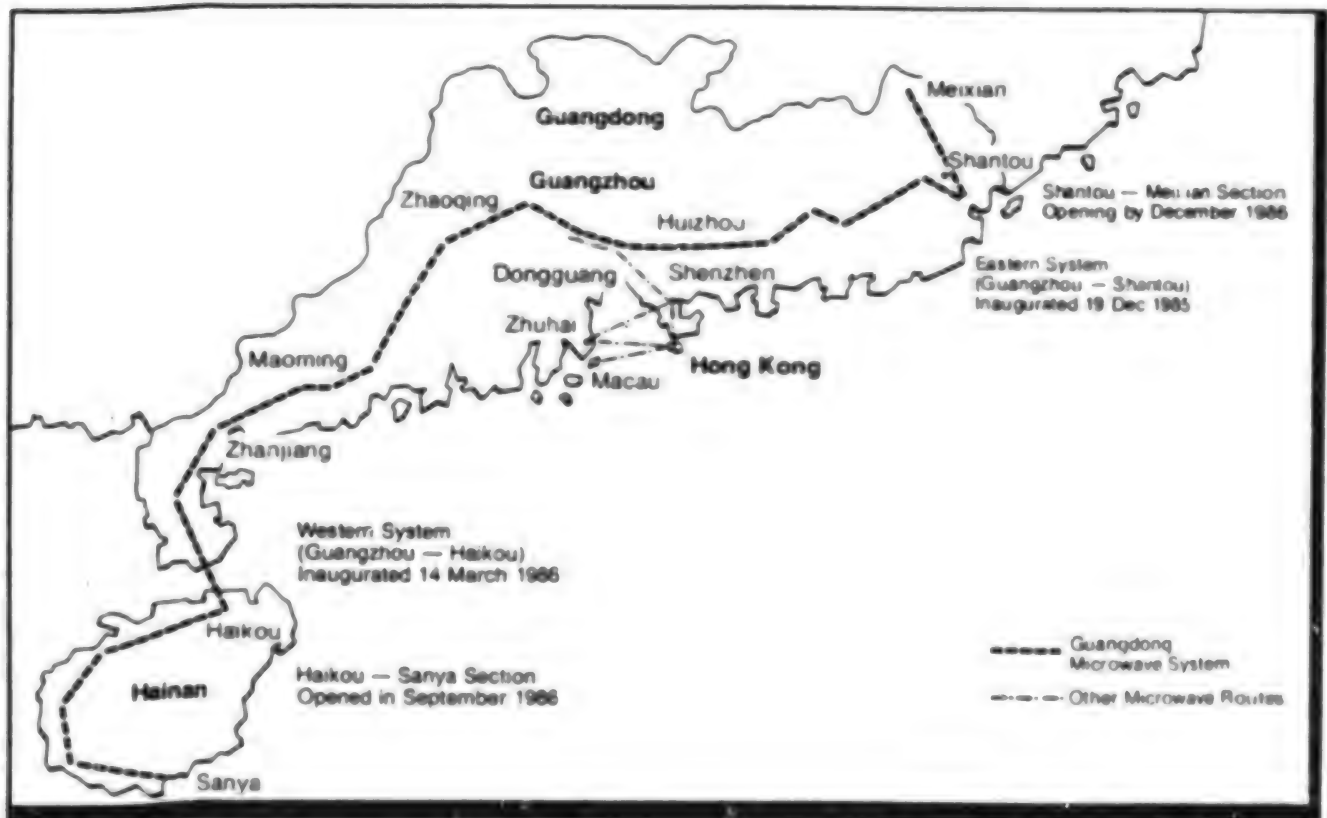 Meixian
Guangdong
Shantou
Guangzhou
Zhaoqing
Shantou — Meixian Section
Opening by December 1986
Huizhou
Dongguang
Shenzhen
Eastern System
(Guangzhou — Shantou)
Inaugurated 19 Dec 1985
Zhuhai
Maoming
Hong Kong
Macau
Zhanjiang
Western System
(Guangzhou — Haikou)
Inaugurated 14 March 1986
Haikou
Guangdong
Microwave System
Hainan
Haikou — Sanya Section
Opened in September 1986
Other Microwave Routes
Sanya